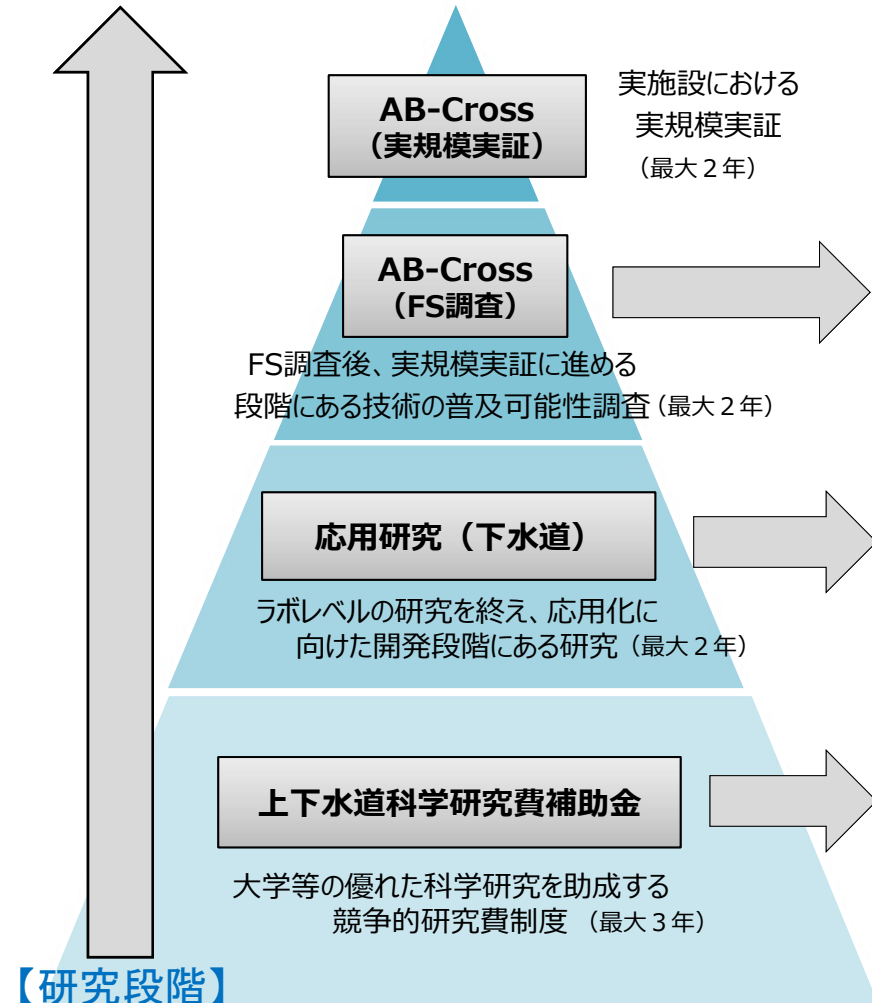 AB-Cross
（実規模実証）
実施設における
実規模実証
（最大２年）
AB-Cross
（FS調査）
FS調査後、実規模実証に進める
段階にある技術の普及可能性調査（最大２年）
応用研究（下水道）
ラボレベルの研究を終え、応用化に
向けた開発段階にある研究（最大２年）
上下水道科学研究費補助金
大学等の優れた科学研究を助成する
競争的研究費制度（最大３年）
【研究段階】